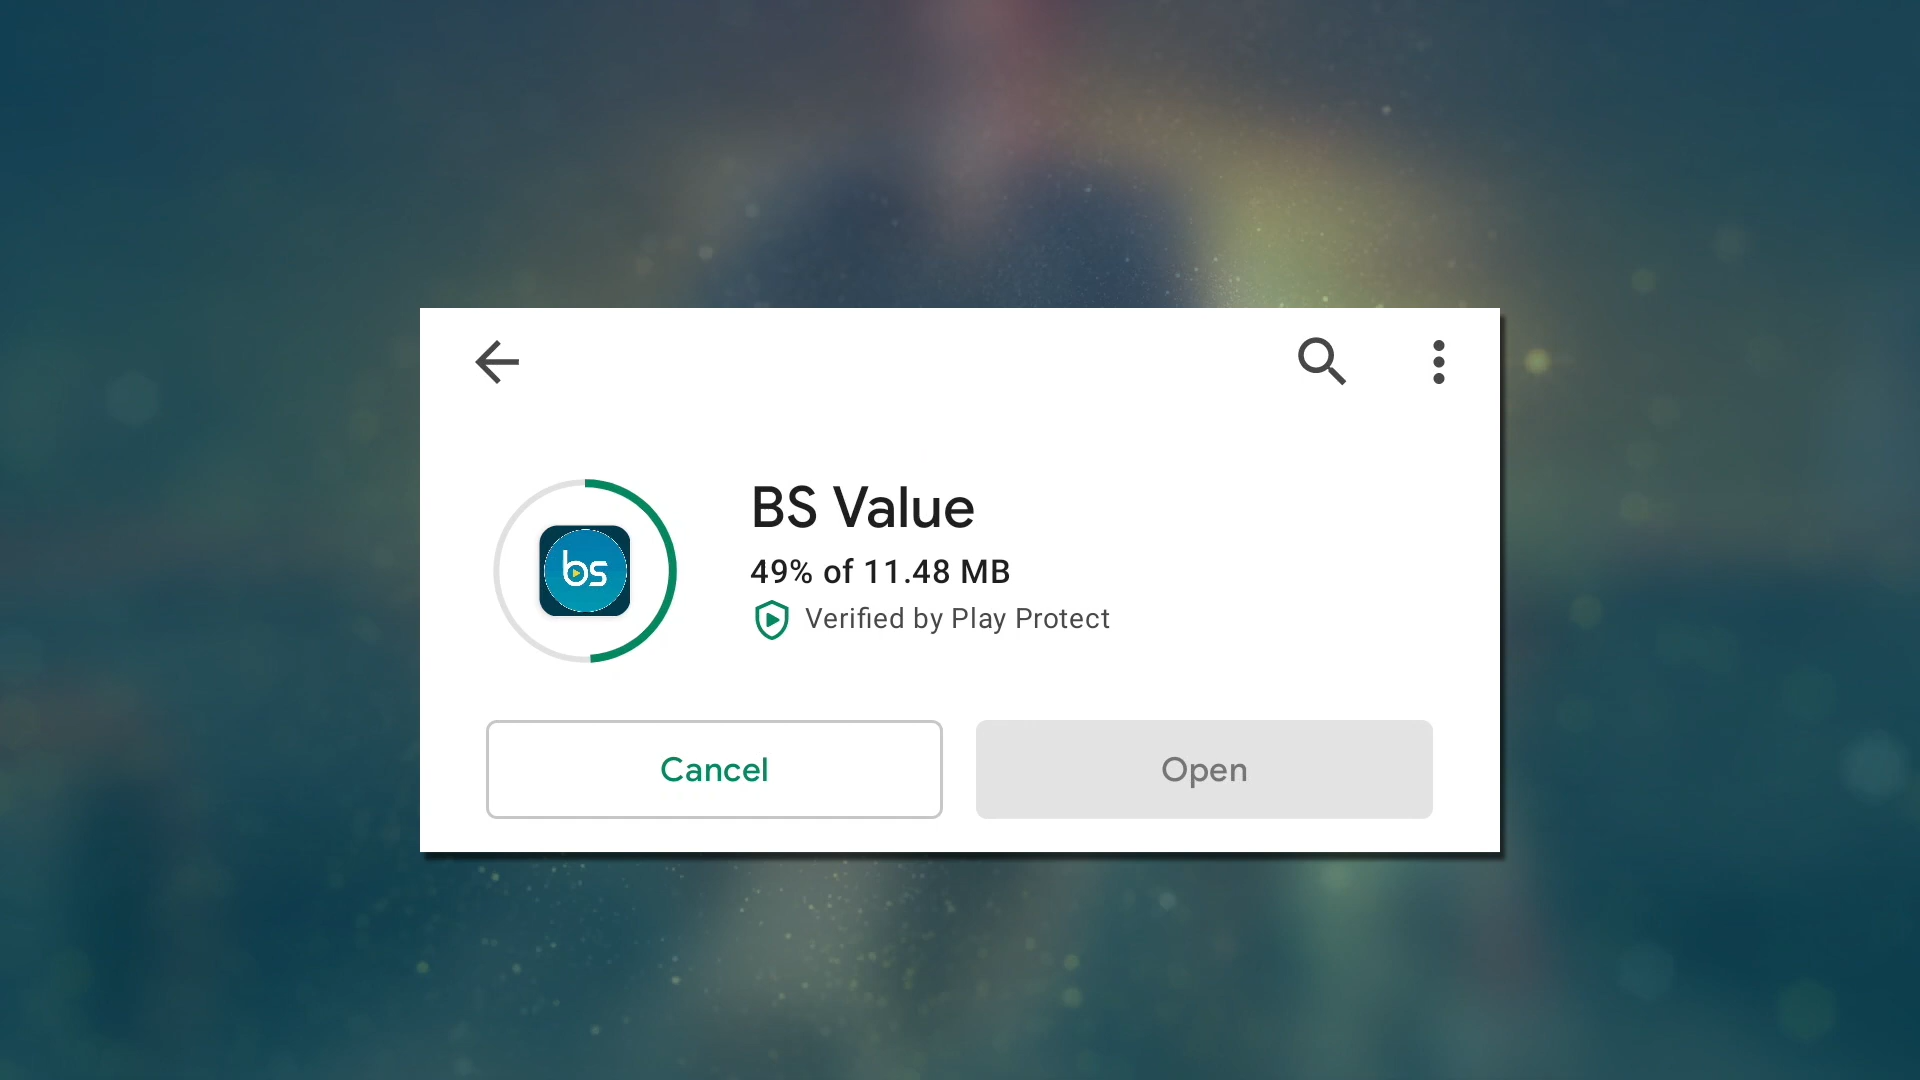 bs
BS Value
49% of 11.48 MB
Verified by Play Protect
Cancel
Open